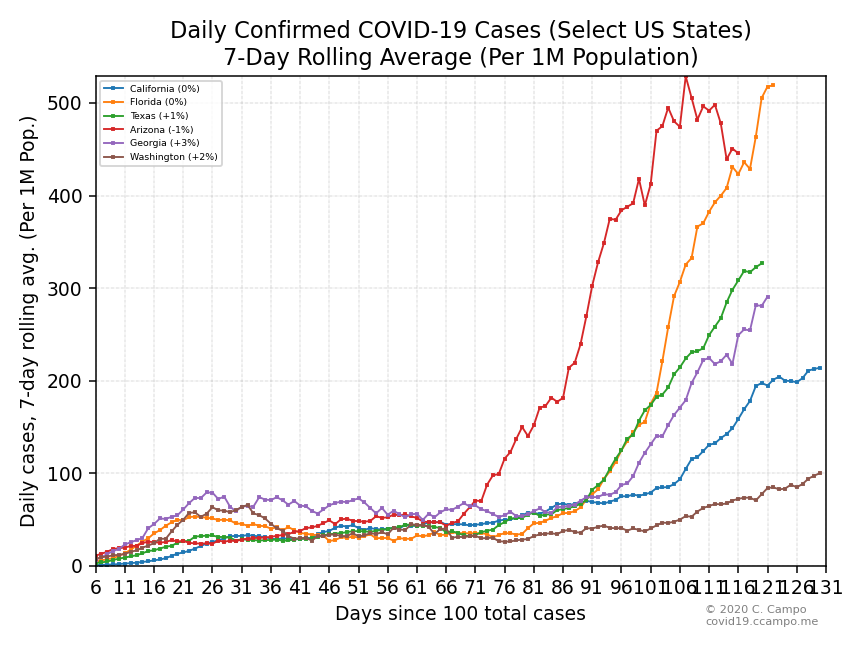 Daily Confirmed COVID-19 Cases (Select US States)
7-Day Rolling Average (Per 1M Population)
Daily cases, 7-day rolling avg. (Per 1M Pop.)
500
400
300
200
100
0
California (0%)
Florida (0%)
Texas (+1%)
Arizona (-1%)
Georgia (+3%)
Washington (+2%)
6 11 16 21 26 31 36 41 46 51 56 61 66 71 76 81 86 91 96 101 106 111 116 121 126 131
Days since 100 total cases
© 2020 C. Campo
covid19.ccampo.me